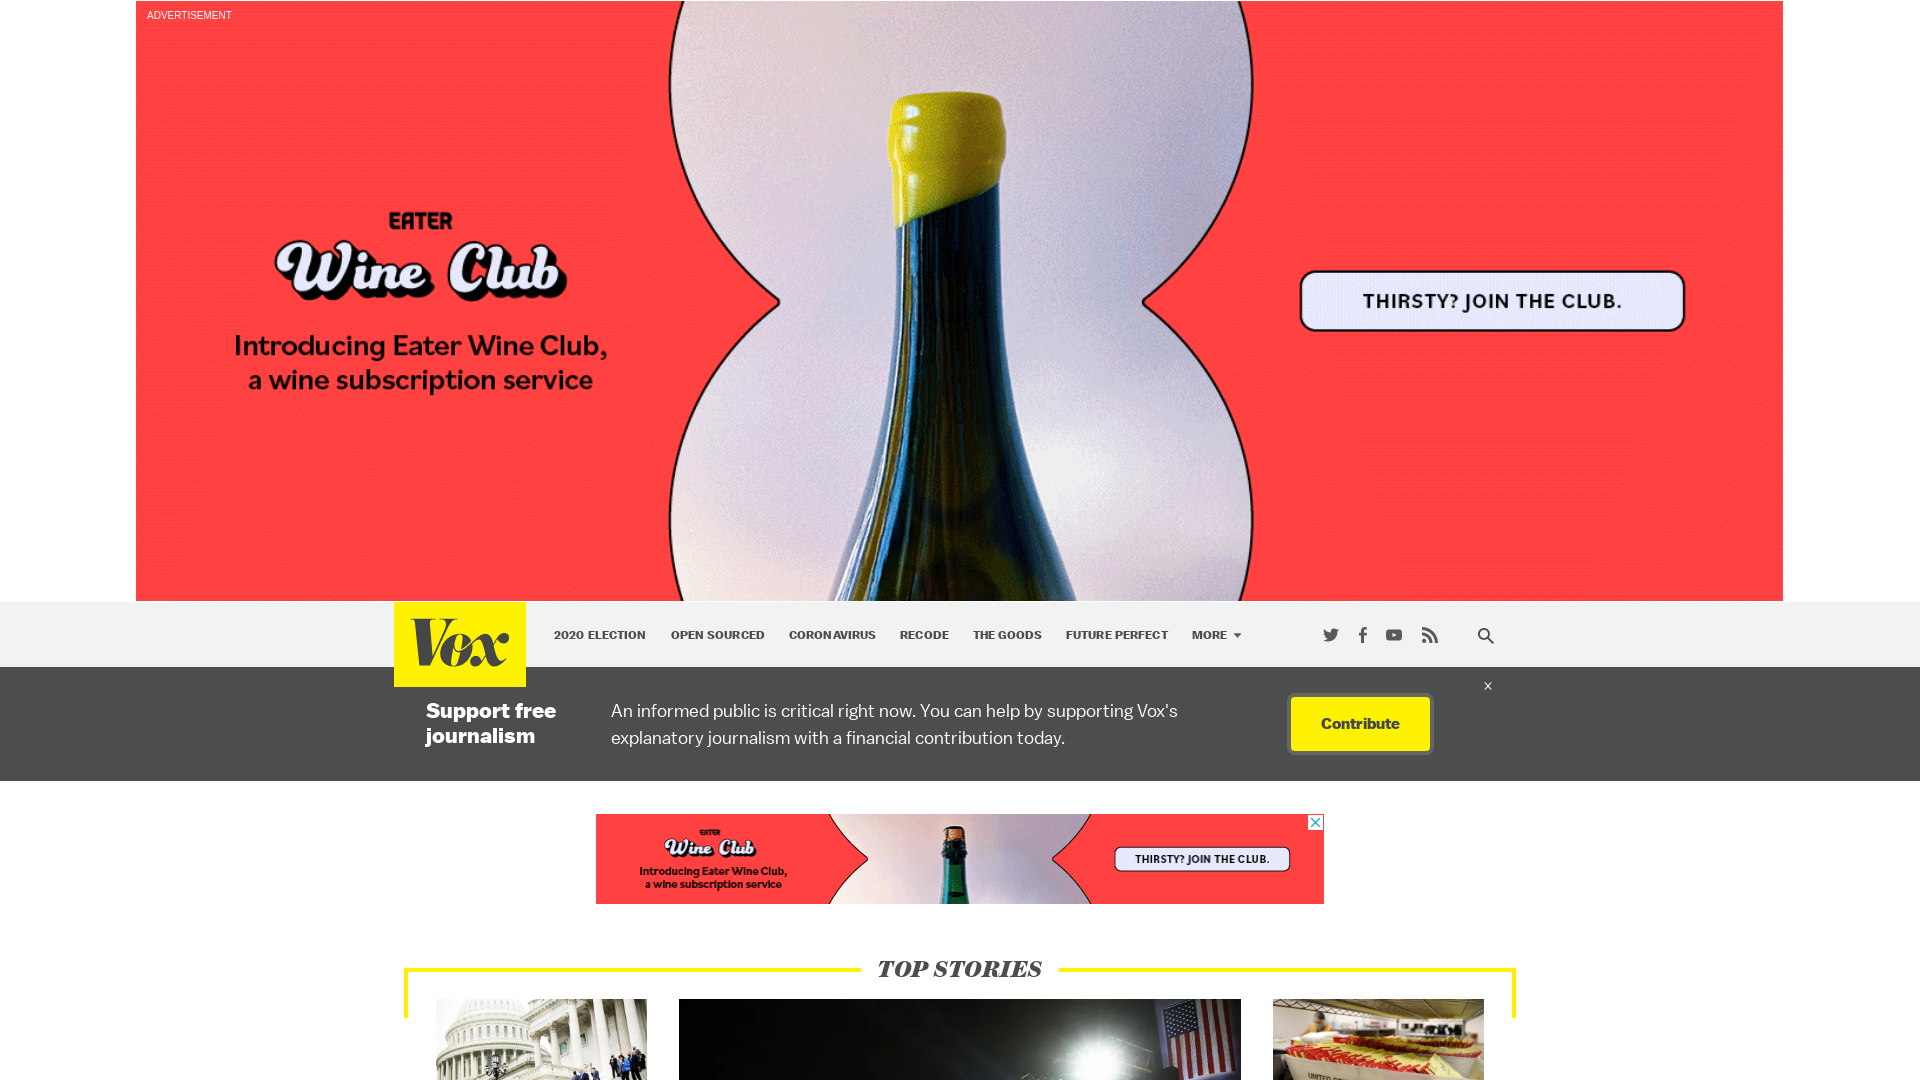 ADVERTISEMENT
EATER
Wine Club
Introducing Eater Wine Club,
a wine subscription service
THIRSTY? JOIN THE CLUB.
Vox
2020 ELECTION
OPEN SOURCED
CORONAVIRUS
RECODE
THE GOODS
FUTURE PERFECT
MORE
Support free
journalism
An informed public is critical right now. You can help by supporting Vox's
explanatory journalism with a financial contribution today.
Contribute
EATER
Wine Club
Introducing Eater Wine Club,
a wine subscription service
THIRSTY? JOIN THE CLUB.
TOP STORIES